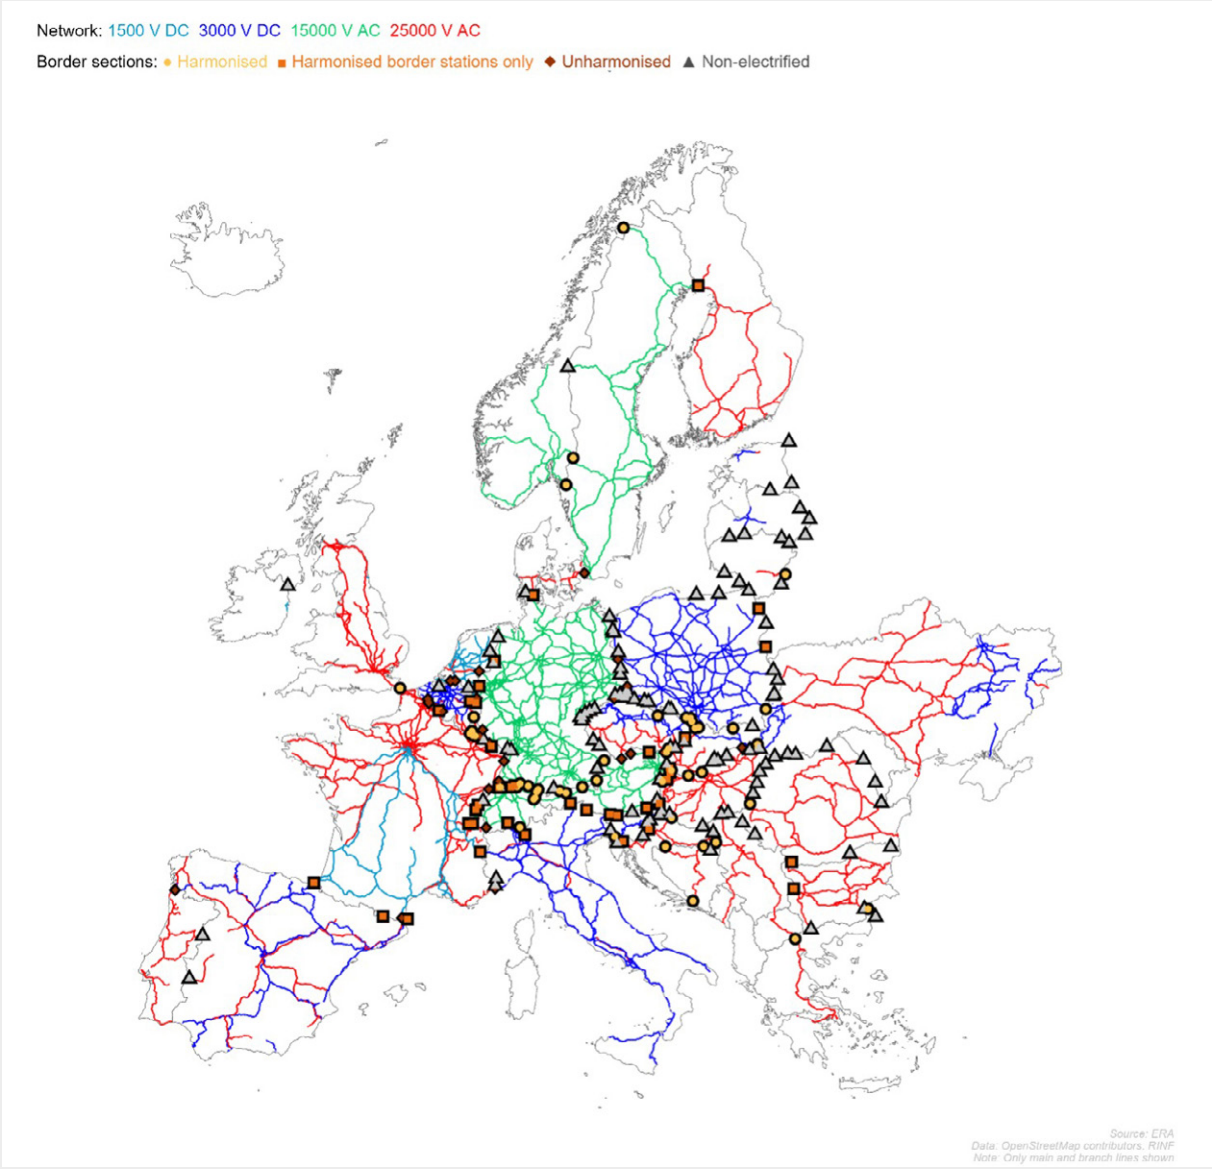 Network: 1500 V DC 3000 V DC 15000 V AC 25000 V AC
Border sections: Harmonised Harmonised border stations only Unharmonised Non-electrified
Source: ERA
Data: OpenStreetMap contributors, RINF
Note: Only main and branch lines shown